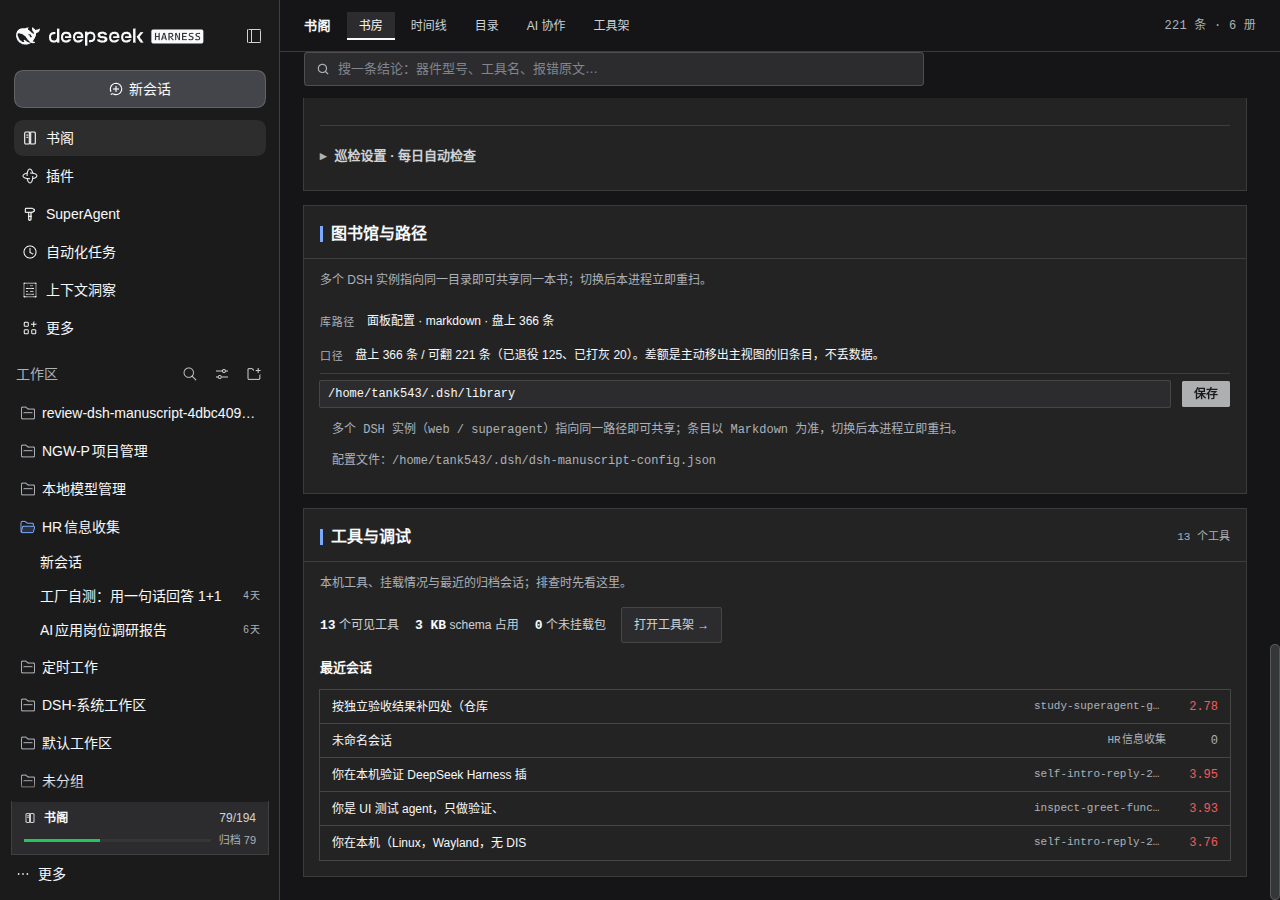 deepseek HARNESS
新会话
书阁
插件
SuperAgent
自动化任务
上下文洞察
更多
工作区
review-dsh-manuscript-4dbc409…
NGW-P项目管理
本地模型管理
HR信息收集
新会话
工厂自测：用一句话回答 1+1 4天
AI应用岗位调研报告 6天
定时工作
DSH-系统工作区
默认工作区
未分组
书阁 79/194
归档 79
··· 更多
书阁 书房 时间线 目录 AI 协作 工具架 221 条 · 6 册
搜一条结论：器件型号、工具名、报错原文…
▶ 巡检设置 · 每日自动检查
图书馆与路径
多个 DSH 实例指向同一目录即可共享同一本书；切换后本进程立即重扫。
库路径 面板配置 · markdown · 盘上 366 条
口径 盘上 366 条 / 可翻 221 条（已退役 125、已打灰 20）。差额是主动移出主视图的旧条目，不丢数据。
/home/tank543/.dsh/library 保存
多个 DSH 实例（web / superagent）指向同一路径即可共享；条目以 Markdown 为准，切换后本进程立即重扫。
配置文件：/home/tank543/.dsh/dsh-manuscript-config.json
工具与调试 13 个工具
本机工具、挂载情况与最近的归档会话；排查时先看这里。
13 个可见工具 3 KB schema 占用 0 个未挂载包 打开工具架 →
最近会话
按独立验收结果补四处（仓库 study-superagent-g… 2.78
未命名会话 HR信息收集 0
你在本机验证 DeepSeek Harness 插 self-intro-reply-2… 3.95
你是 UI 测试 agent，只做验证、 inspect-greet-func… 3.93
你在本机（Linux，Wayland，无 DIS self-intro-reply-2… 3.76